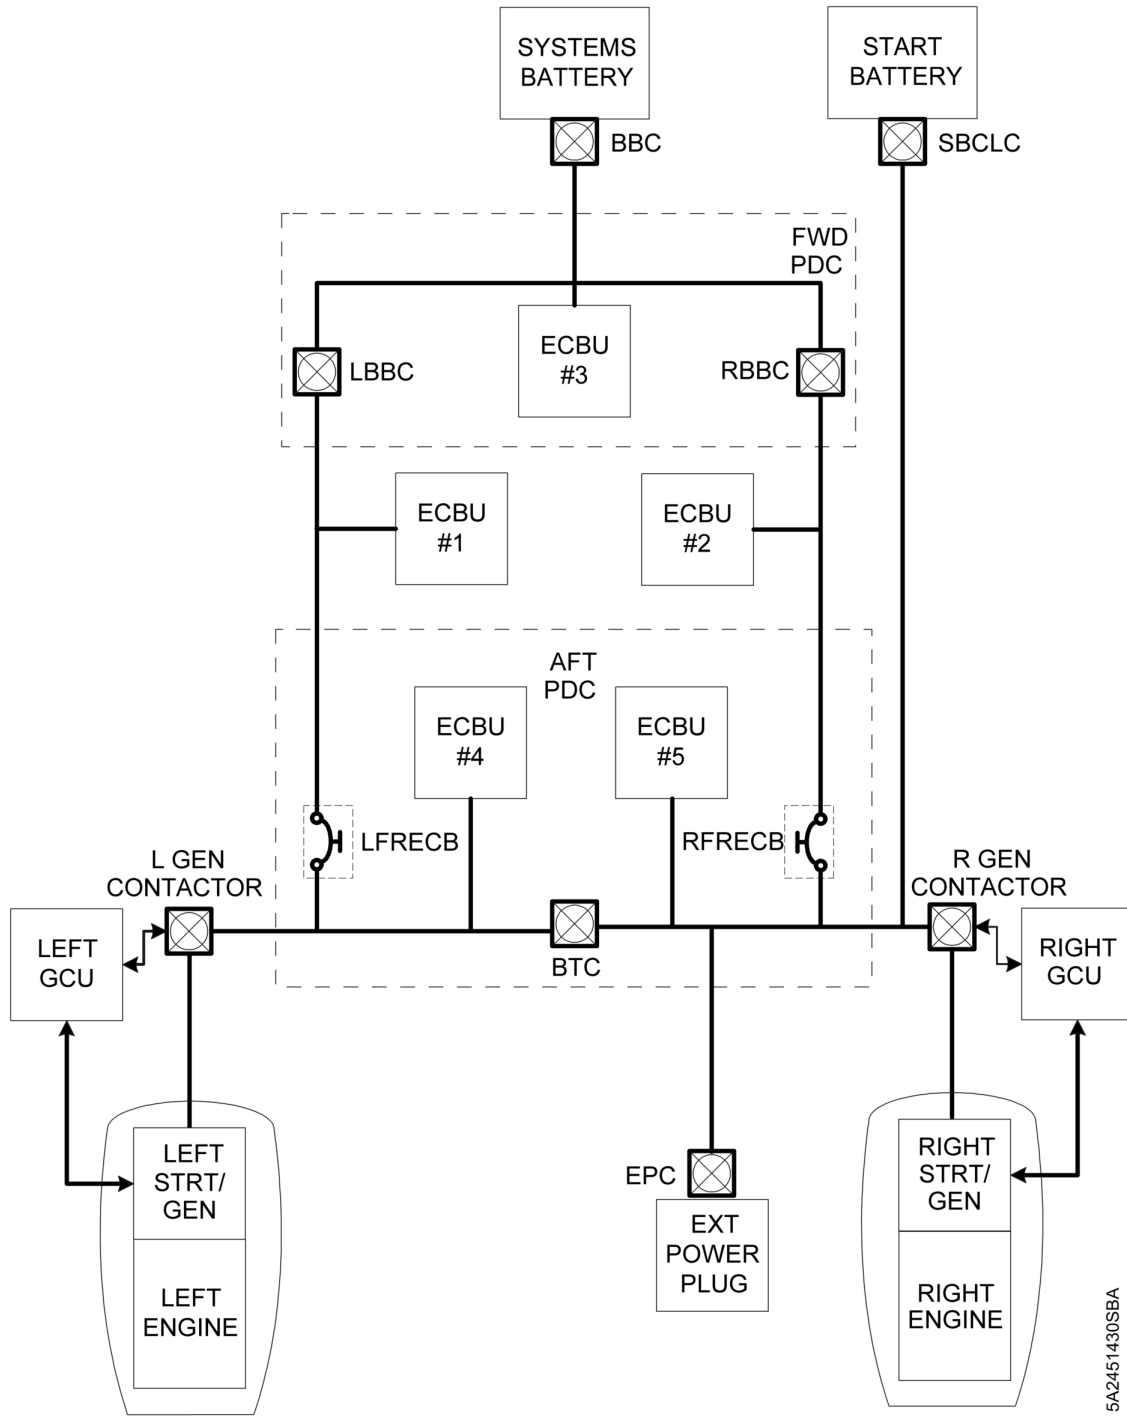 SYSTEMS
BATTERY
START
BATTERY
BBC
SBCLC
FWD
PDC
ECBU
#3
LBBC
RBBC
ECBU
#1
ECBU
#2
AFT
PDC
ECBU
#4
ECBU
#5
LFRECB
RFRECB
L GEN
CONTACTOR
R GEN
CONTACTOR
LEFT
GCU
BTC
RIGHT
GCU
LEFT
STRT/
GEN
LEFT
ENGINE
EPC
EXT
POWER
PLUG
RIGHT
STRT/
GEN
RIGHT
ENGINE
5A2451430SBA